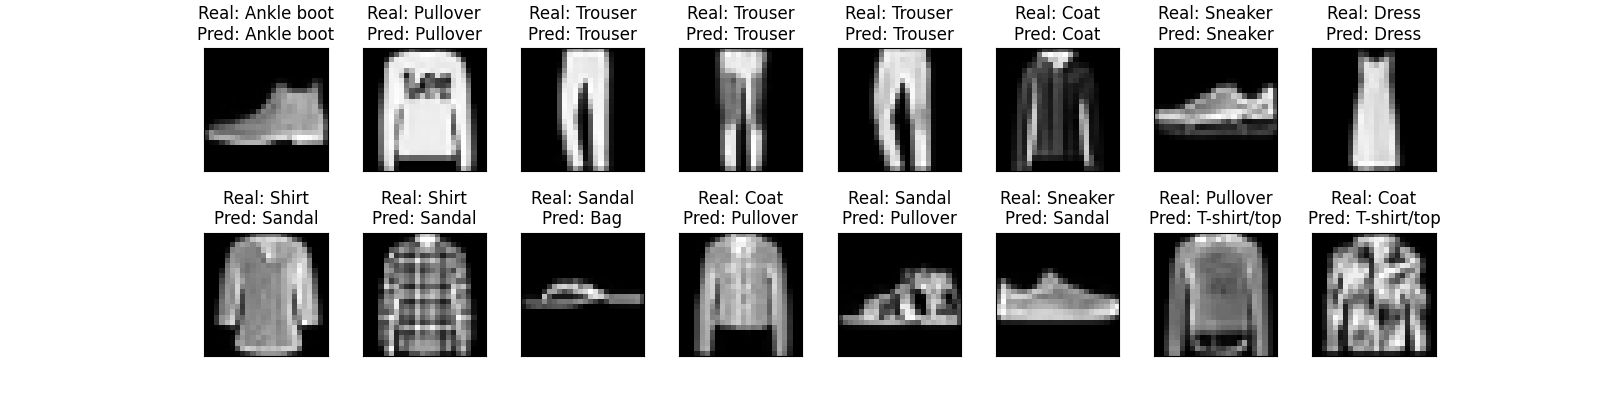 Real: Ankle boot
Pred: Ankle boot
Real: Pullover
Pred: Pullover
Real: Trouser
Pred: Trouser
Real: Trouser
Pred: Trouser
Real: Trouser
Pred: Trouser
Real: Coat
Pred: Coat
Real: Sneaker
Pred: Sneaker
Real: Dress
Pred: Dress
Lee
Real: Shirt
Pred: Sandal
Real: Shirt
Pred: Sandal
Real: Sandal
Pred: Bag
Real: Coat
Pred: Pullover
Real: Sandal
Pred: Pullover
Real: Sneaker
Pred: Sandal
Real: Pullover
Pred: T-shirt/top
Real: Coat
Pred: T-shirt/top